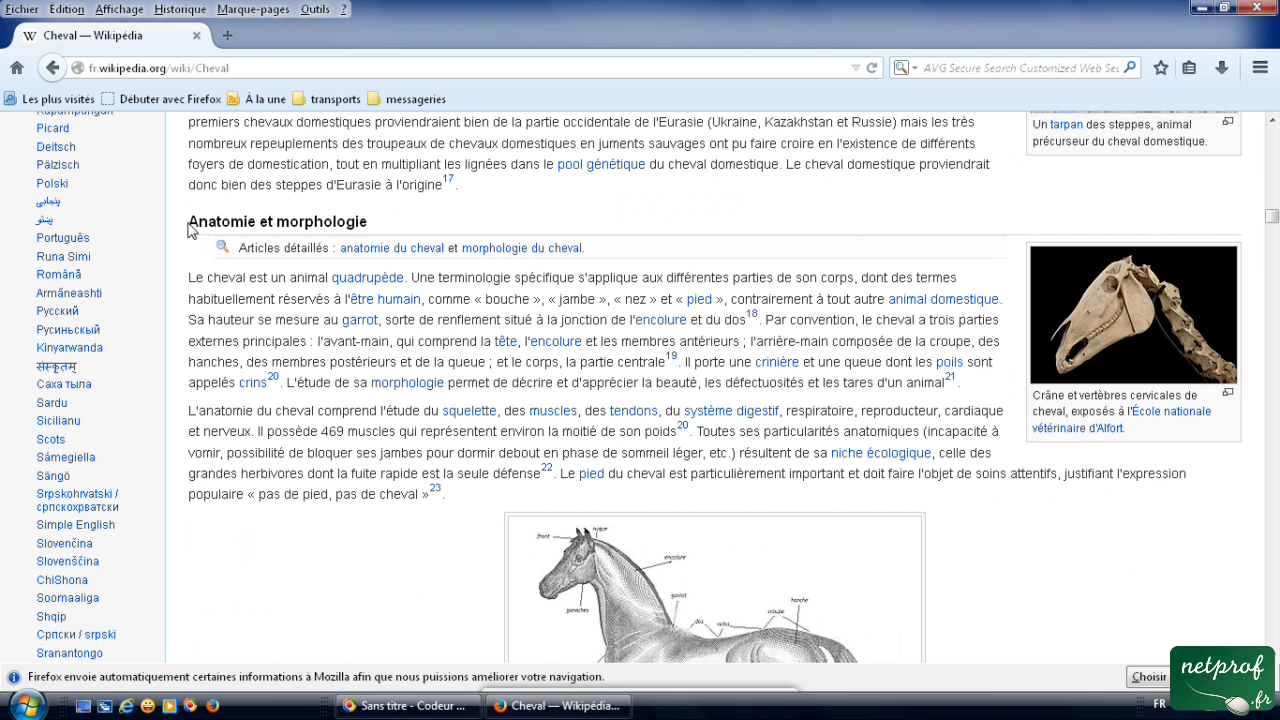 Fichier Édition Affichage Historique Marque-pages Outils ?
Cheval — Wikipédia
fr.wikipedia.org/wiki/Cheval
AVG Secure Search Customized Web Sec
Les plus visités Débuter avec Firefox À la une transports messageries
Picard
Deitsch
Pälzisch
Polski
پنجابی
پښتو
Português
Runa Simi
Română
Armãneashti
Русский
Русиньскый
Kinyarwanda
संस्कृतम्
Саха тыла
Sardu
Sicilianu
Scots
Sámegiella
Sängö
Srpskohrvatski /
српскохрватски
Simple English
Slovenčina
Slovenščina
ChiShona
Soomaaliga
Shqip
Српски / srpski
Sranantongo
premiers chevaux domestiques proviendraient bien de la partie occidentale de l'Eurasie (Ukraine, Kazakhstan et Russie) mais les très
nombreux repeuplements des troupeaux de chevaux domestiques en juments sauvages ont pu faire croire en l'existence de différents
foyers de domestication, tout en multipliant les lignées dans le pool génétique du cheval domestique. Le cheval domestique proviendrait
donc bien des steppes d'Eurasie à l'origine17.
Un tarpan des steppes, animal
précurseur du cheval domestique.
Anatomie et morphologie
Articles détaillés : anatomie du cheval et morphologie du cheval.
Le cheval est un animal quadrupède. Une terminologie spécifique s'applique aux différentes parties de son corps, dont des termes
habituellement réservés à l'être humain, comme « bouche », « jambe », « nez » et « pied », contrairement à tout autre animal domestique.
Sa hauteur se mesure au garrot, sorte de renflement situé à la jonction de l'encolure et du dos18. Par convention, le cheval a trois parties
externes principales : l'avant-main, qui comprend la tête, l'encolure et les membres antérieurs ; l'arrière-main composée de la croupe, des
hanches, des membres postérieurs et de la queue ; et le corps, la partie centrale19. Il porte une crinière et une queue dont les poils sont
appelés crins20. L'étude de sa morphologie permet de décrire et d'apprécier la beauté, les défectuosités et les tares d'un animal21.
L'anatomie du cheval comprend l'étude du squelette, des muscles, des tendons, du système digestif, respiratoire, reproducteur, cardiaque
et nerveux. Il possède 469 muscles qui représentent environ la moitié de son poids20. Toutes ses particularités anatomiques (incapacité à
vomir, possibilité de bloquer ses jambes pour dormir debout en phase de sommeil léger, etc.) résultent de sa niche écologique, celle des
grandes herbivores dont la fuite rapide est la seule défense22. Le pied du cheval est particulièrement important et doit faire l'objet de soins attentifs, justifiant l'expression
populaire « pas de pied, pas de cheval »23.
Crâne et vertèbres cervicales de
cheval, exposés à l'École nationale
vétérinaire d'Alfort.
front
nuque
encolure
ganaches
garrot
dos
reins
croupe
hanche
Firefox envoie automatiquement certaines informations à Mozilla afin que nous puissions améliorer votre navigation.
Choisir
netprof
.fr
Sans titre - Codeur ...
Cheval — Wikipédia...
FR